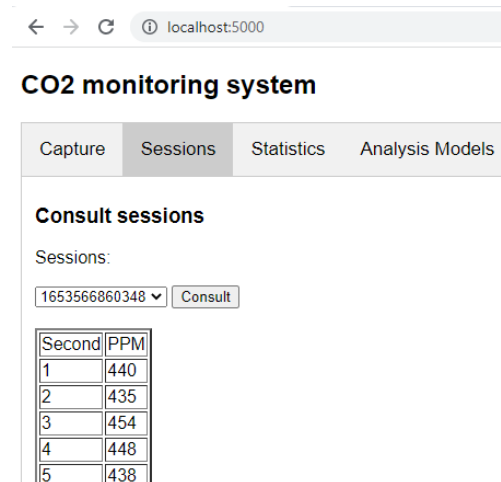 localhost:5000
CO2 monitoring system
Capture Sessions Statistics Analysis Models
Consult sessions
Sessions:
1653566860348 Consult
Second PPM
1 440
2 435
3 454
4 448
5 438